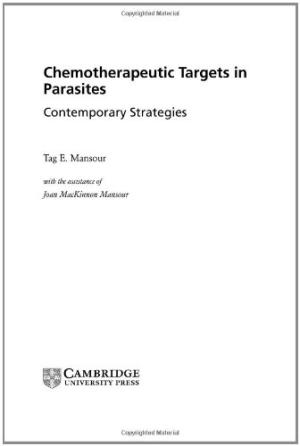 Copyrighted Material
Chemotherapeutic Targets in
Parasites
Contemporary Strategies
Tag E. Mansour
with the assistance of
Joan MacKinnon Mansour
CAMBRIDGE
UNIVERSITY PRESS
Copyrighted Material